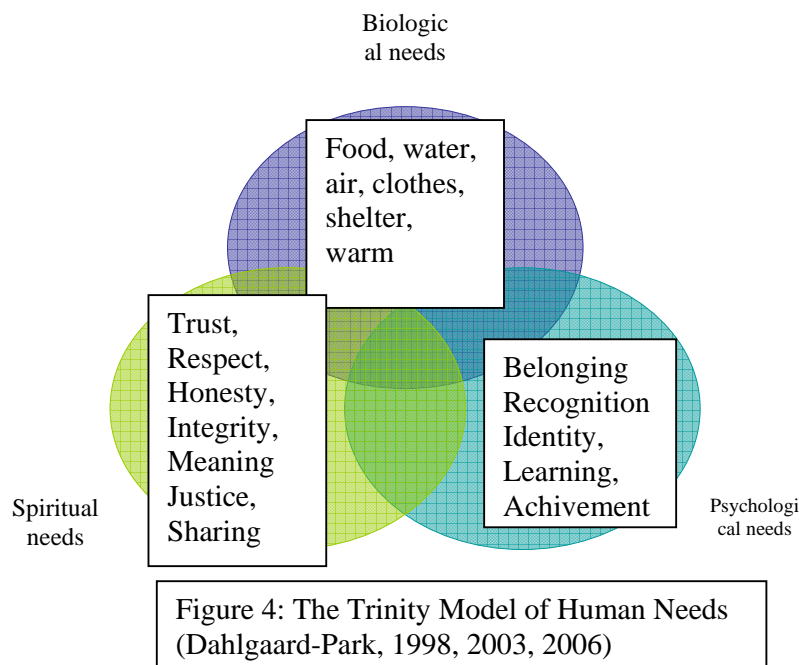 Biologic
al needs
Food, water,
air, clothes,
shelter,
warm
Trust,
Respect,
Honesty,
Integrity,
Meaning
Justice,
Sharing
Belonging
Recognition
Identity,
Learning,
Achivement
Spiritual
needs
Psychologi
cal needs
Figure 4: The Trinity Model of Human Needs
(Dahlgaard-Park, 1998, 2003, 2006)